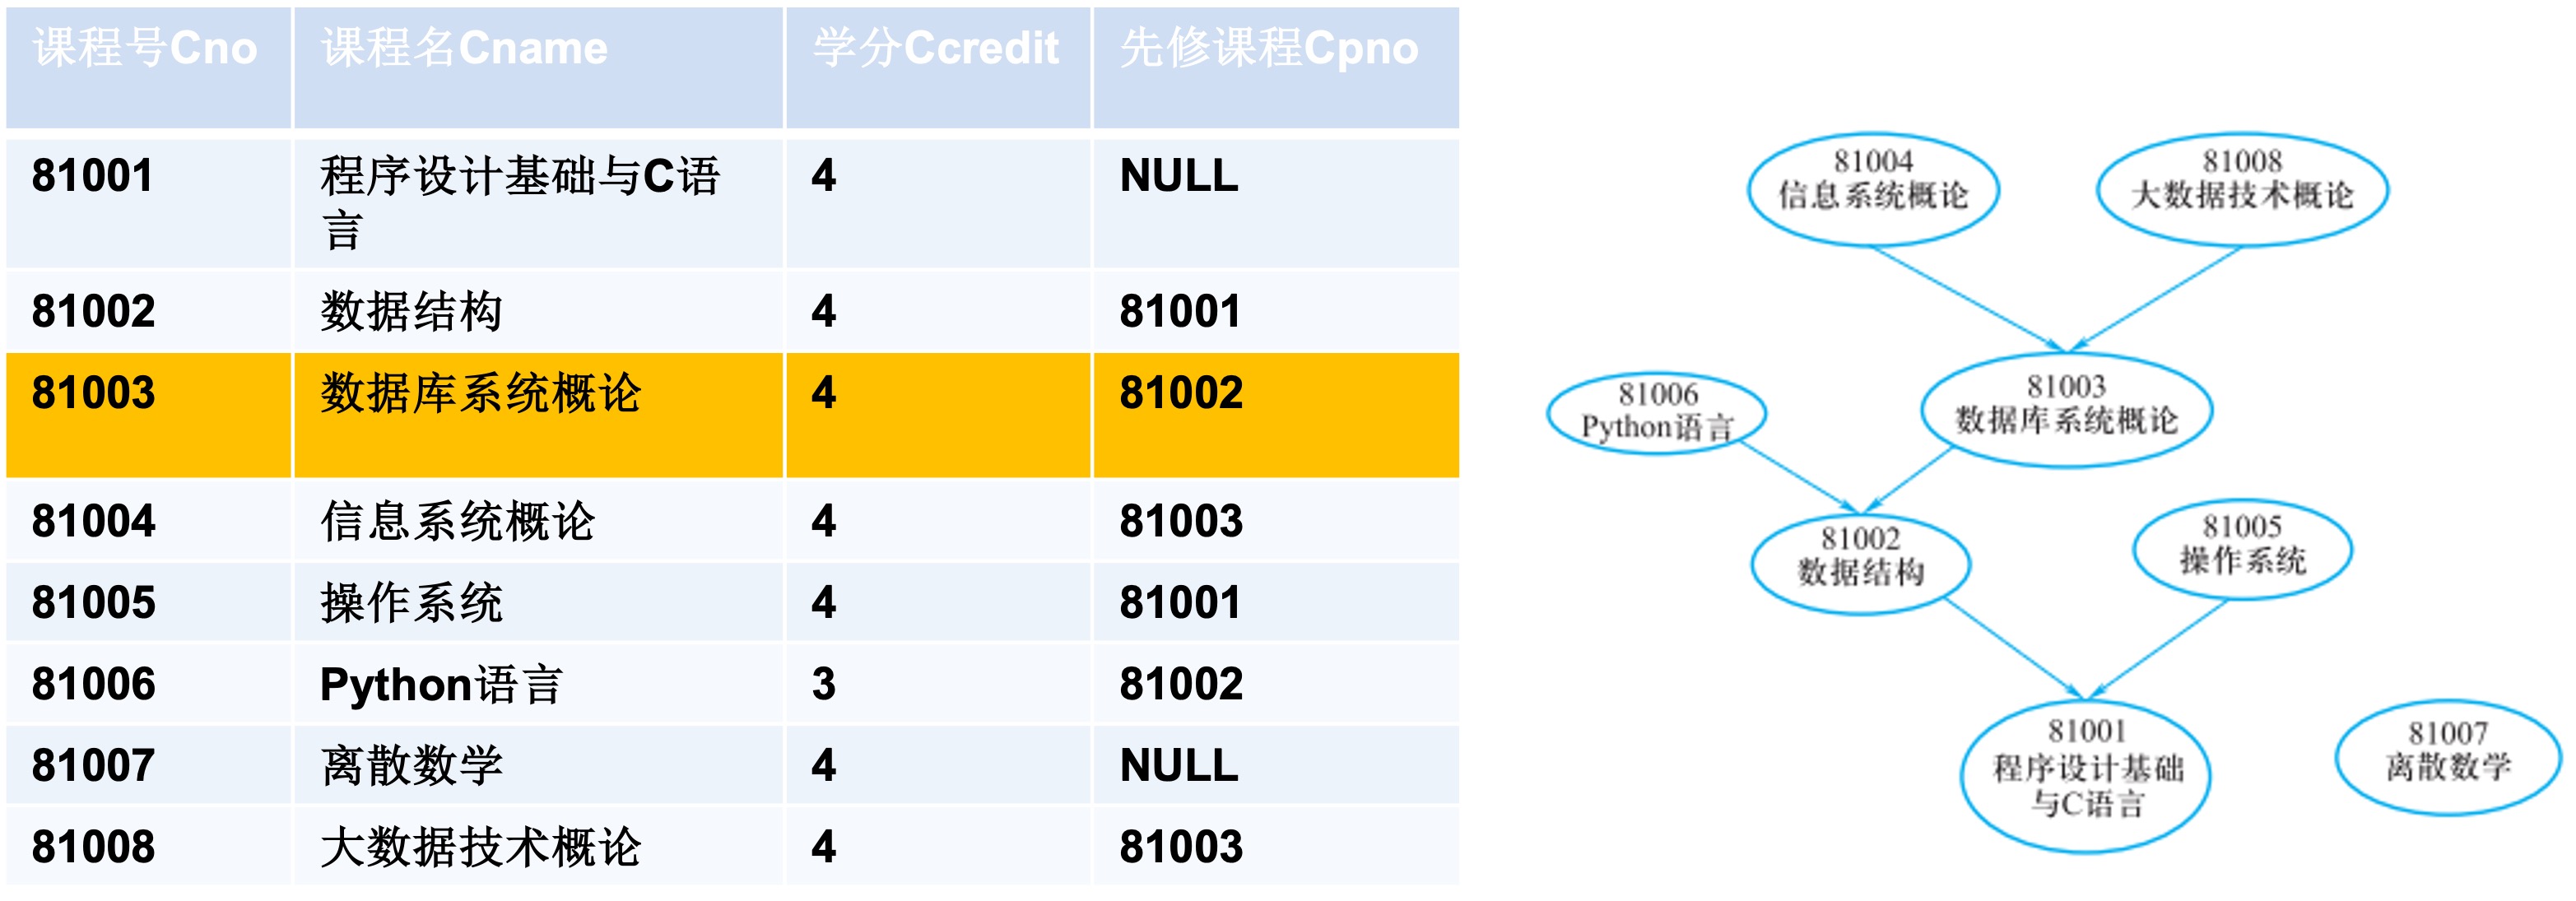 课程号Cno 课程名Cname 学分Ccredit 先修课程Cpno
81001 程序设计基础与C语 4 NULL
言
81002 数据结构 4 81001
81003 数据库系统概论 4 81002
81004 信息系统概论 4 81003
81005 操作系统 4 81001
81006 Python语言 3 81002
81007 离散数学 4 NULL
81008 大数据技术概论 4 81003
81004
信息系统概论
81008
大数据技术概论
81006
Python语言
81003
数据库系统概论
81002
数据结构
81005
操作系统
81001
程序设计基础
与C语言
81007
离散数学